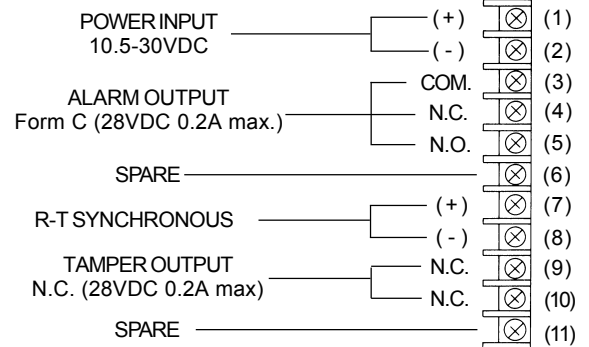 POWER INPUT (+) (1)
10.5-30VDC (-) (2)
COM. (3)
ALARM OUTPUT N.C. (4)
Form C (28VDC 0.2A max.) N.O. (5)
SPARE (6)
R-T SYNCHRONOUS (+) (7)
(-) (8)
TAMPER OUTPUT N.C. (9)
N.C. (28VDC 0.2A max) N.C. (10)
SPARE (11)